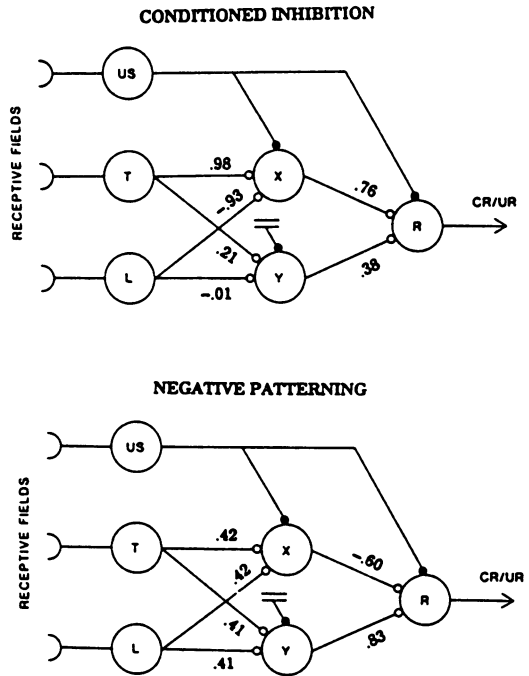 CONDITIONED INHIBITION
RECEPTIVE FIELDS
US
T
L
.98
-.93
.21
-.01
X
Y
.76
.38
R
CR/UR
NEGATIVE PATTERNING
RECEPTIVE FIELDS
US
T
L
.42
.42
.41
.41
X
Y
-.60
.83
R
CR/UR